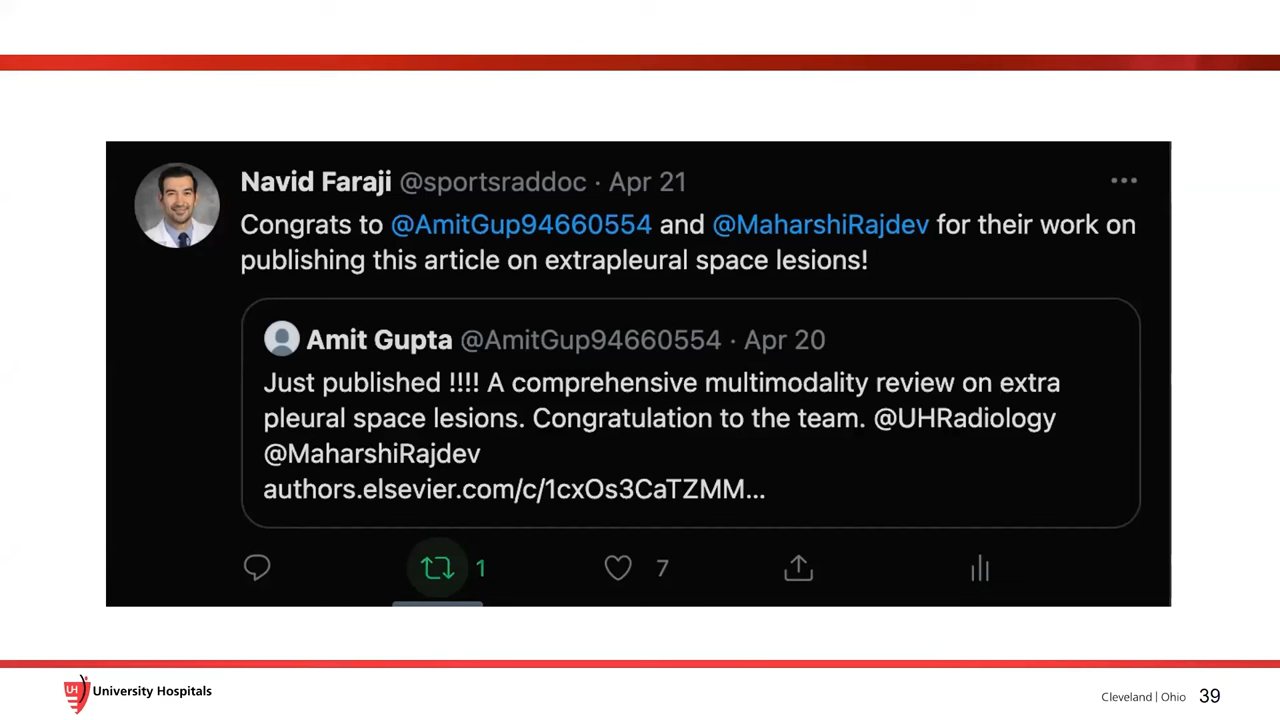 Navid Faraji @sportsraddoc · Apr 21
Congrats to @AmitGup94660554 and @MaharshiRajdev for their work on
publishing this article on extrapleural space lesions!
Amit Gupta @AmitGup94660554 · Apr 20
Just published !!!! A comprehensive multimodality review on extra
pleural space lesions. Congratulation to the team. @UHRadiology
@MaharshiRajdev
authors.elsevier.com/c/1cxOs3CaTZMM...
1
7
UH University Hospitals
Cleveland | Ohio 39